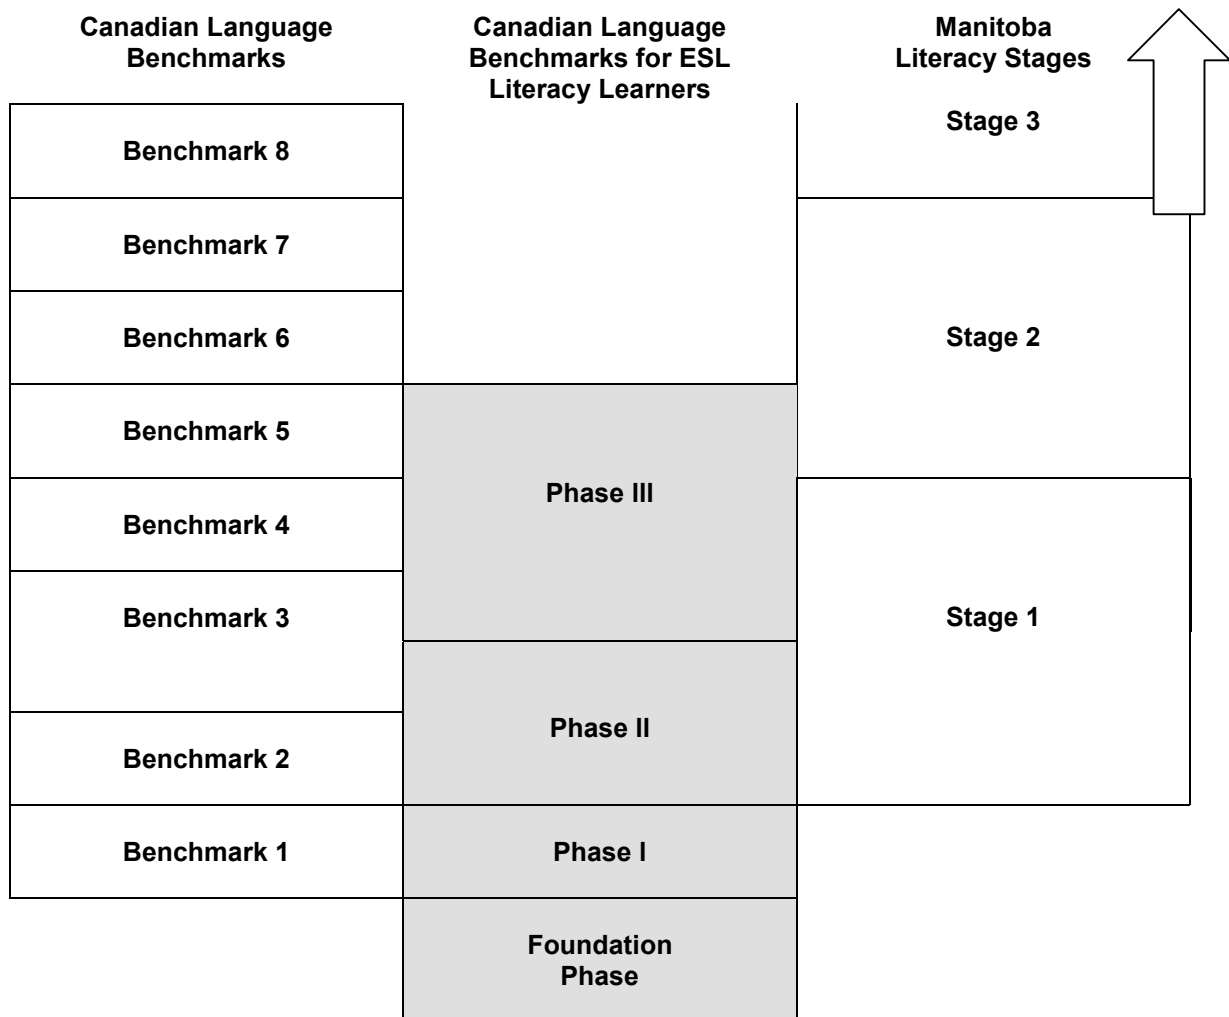 Canadian Language
Benchmarks
Canadian Language
Benchmarks for ESL
Literacy Learners
Manitoba
Literacy Stages
Benchmark 8
Stage 3
Benchmark 7
Benchmark 6
Stage 2
Benchmark 5
Phase III
Benchmark 4
Benchmark 3
Stage 1
Phase II
Benchmark 2
Benchmark 1
Phase I
Foundation
Phase